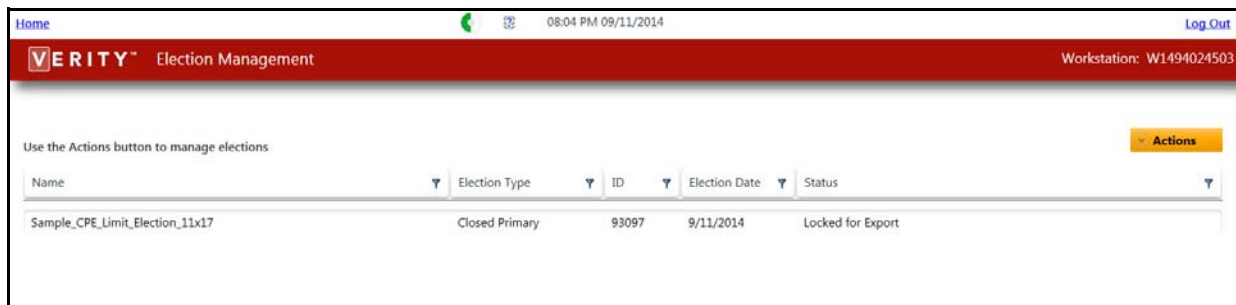 Home 08:04 PM 09/11/2014 Log Out
VERITY™ Election Management Workstation: W1494024503
Use the Actions button to manage elections Actions
Name Election Type ID Election Date Status
Sample_CPE_Limit_Election_11x17 Closed Primary 93097 9/11/2014 Locked for Export